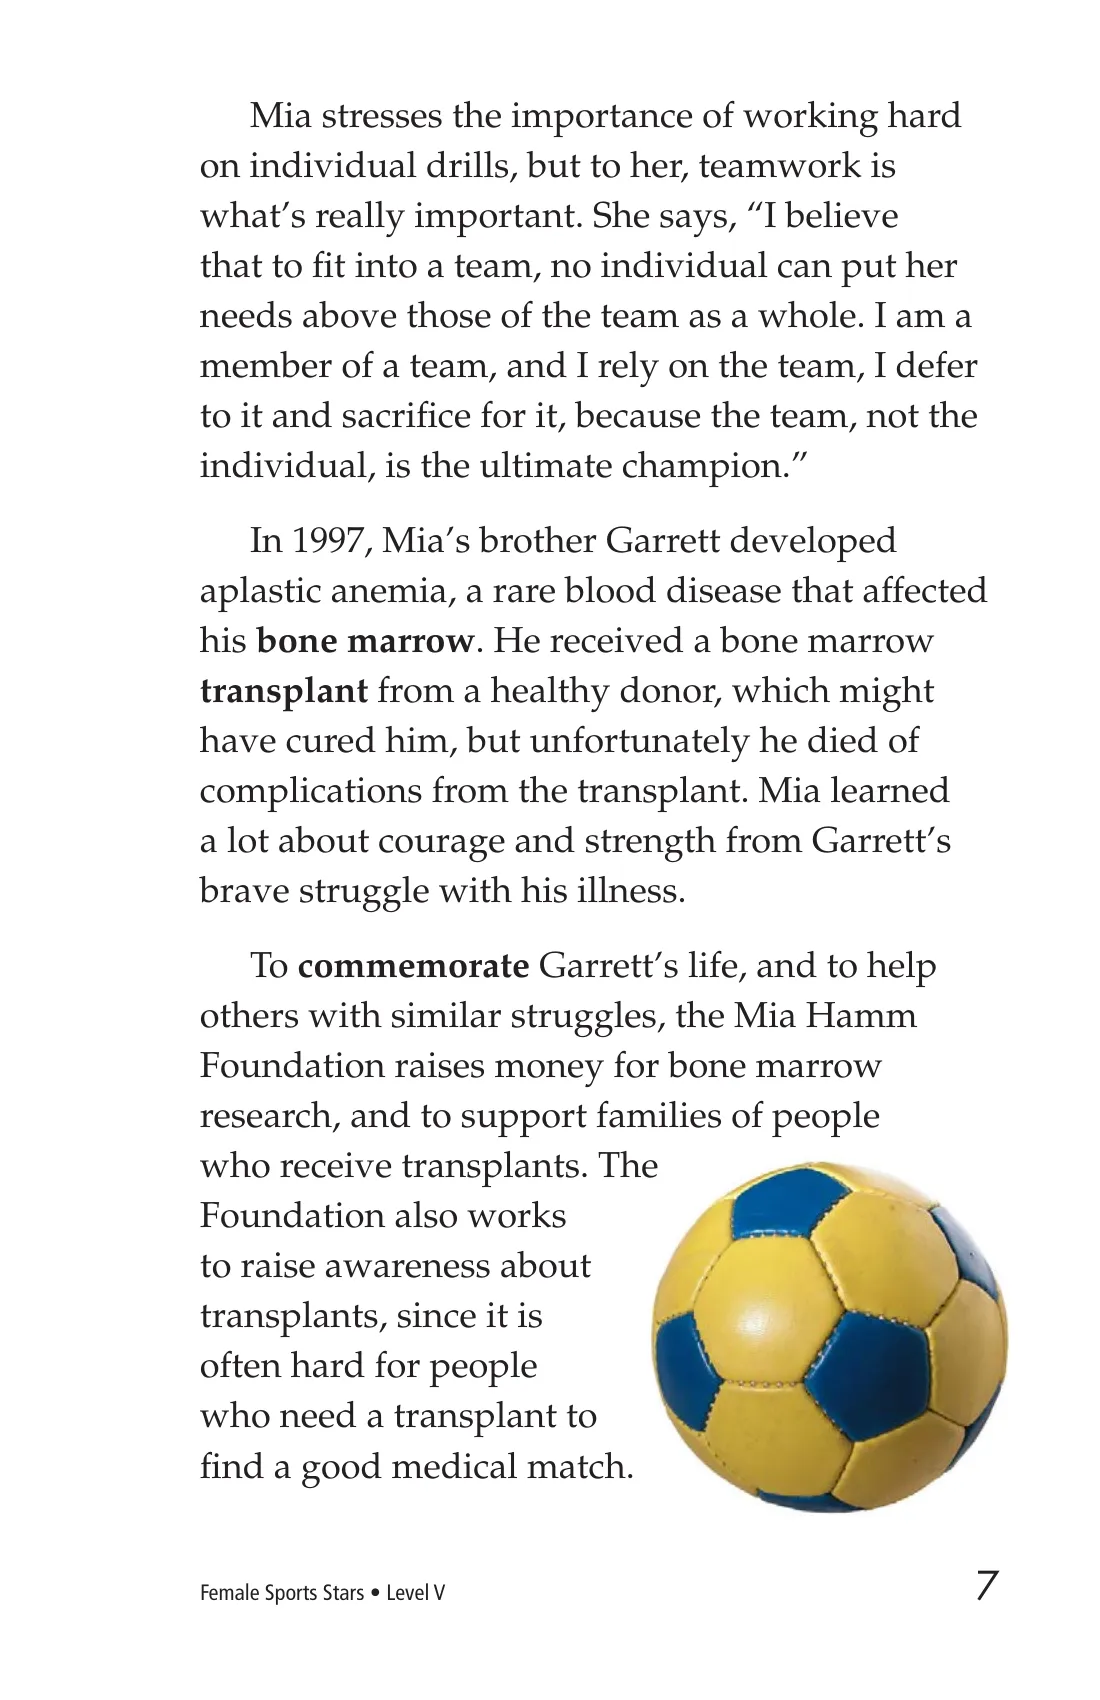 Mia stresses the importance of working hard
on individual drills, but to her, teamwork is
what’s really important. She says, “I believe
that to fit into a team, no individual can put her
needs above those of the team as a whole. I am a
member of a team, and I rely on the team, I defer
to it and sacrifice for it, because the team, not the
individual, is the ultimate champion.”
In 1997, Mia’s brother Garrett developed
aplastic anemia, a rare blood disease that affected
his bone marrow. He received a bone marrow
transplant from a healthy donor, which might
have cured him, but unfortunately he died of
complications from the transplant. Mia learned
a lot about courage and strength from Garrett’s
brave struggle with his illness.
To commemorate Garrett’s life, and to help
others with similar struggles, the Mia Hamm
Foundation raises money for bone marrow
research, and to support families of people
who receive transplants. The
Foundation also works
to raise awareness about
transplants, since it is
often hard for people
who need a transplant to
find a good medical match.
Female Sports Stars • Level V
7